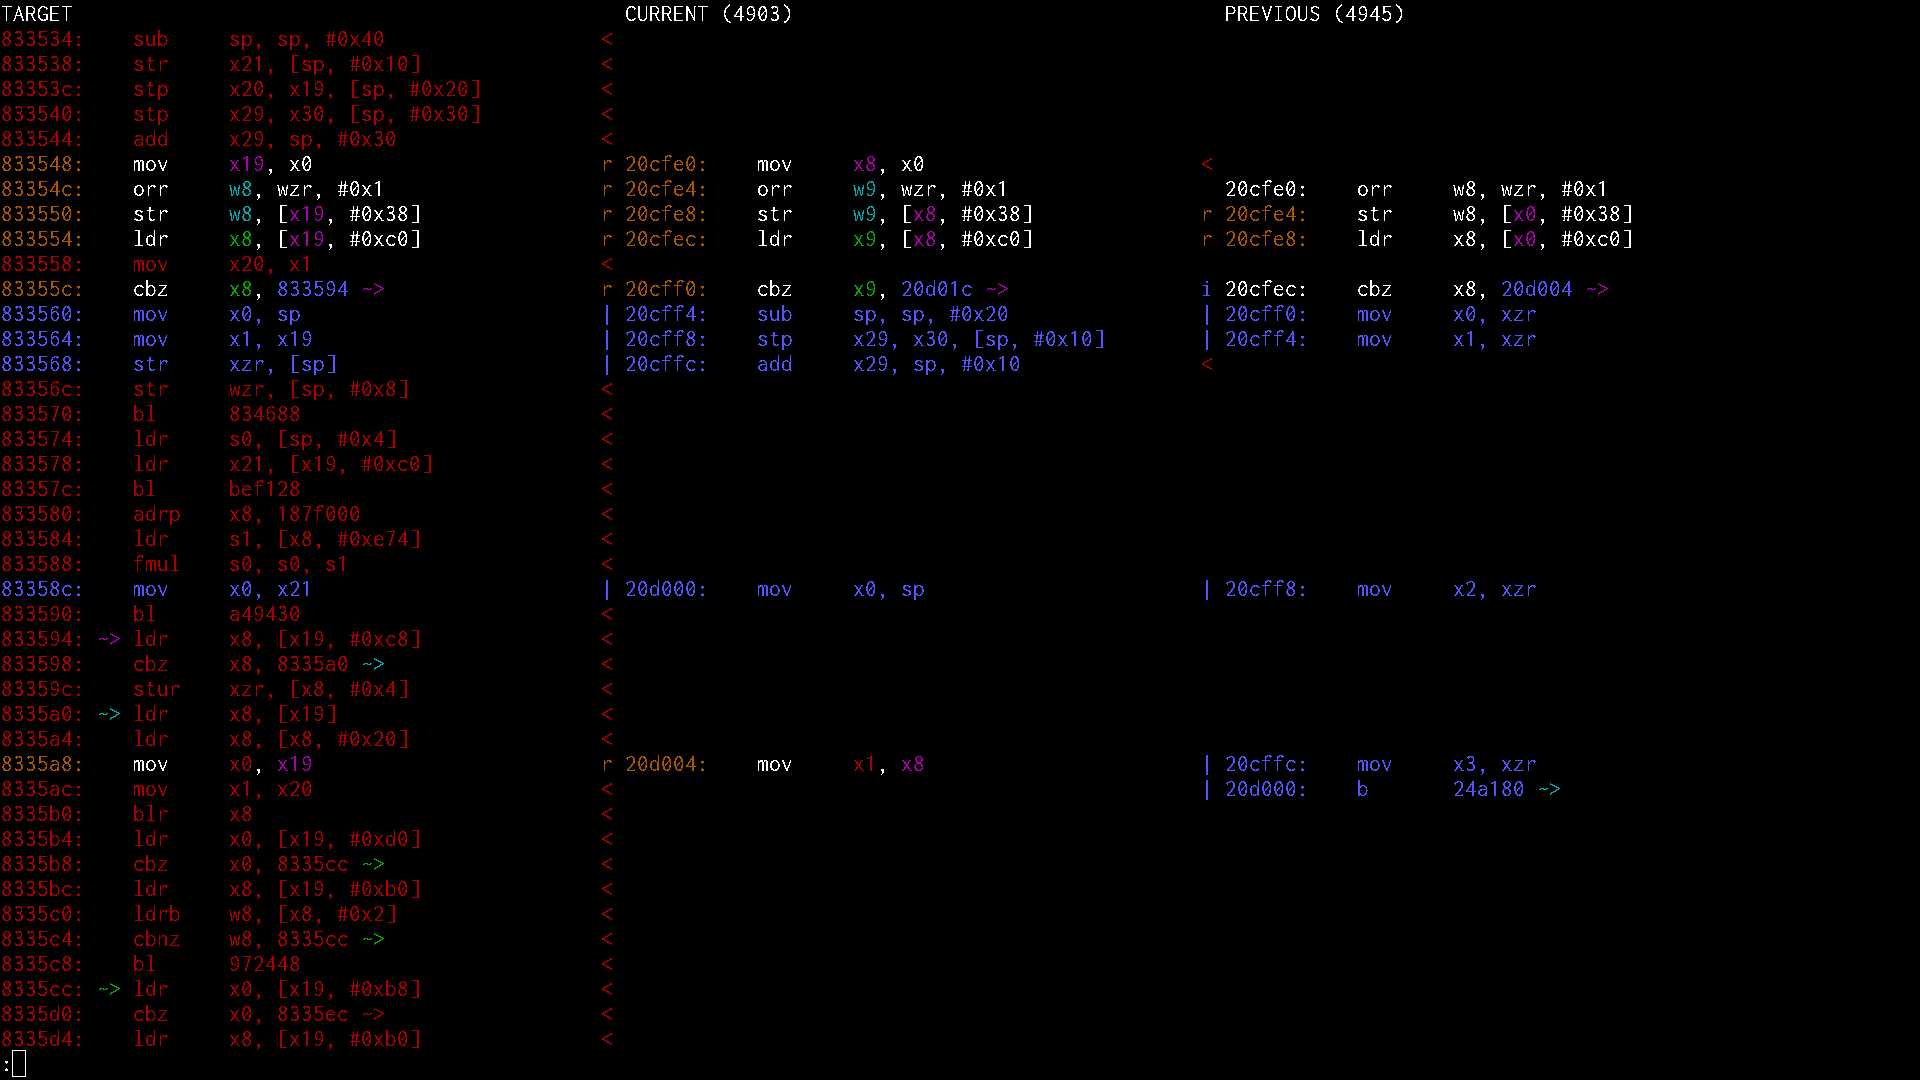 TARGET CURRENT (4903) PREVIOUS (4945)
833534: sub sp, sp, #0x40 <
833538: str x21, [sp, #0x10] <
83353c: stp x20, x19, [sp, #0x20] <
833540: stp x29, x30, [sp, #0x30] <
833544: add x29, sp, #0x30 <
833548: mov x19, x0 r 20cfe0: mov x8, x0 <
83354c: orr w8, wzr, #0x1 r 20cfe4: orr w9, wzr, #0x1 20cfe0: orr w8, wzr, #0x1
833550: str w8, [x19, #0x38] r 20cfe8: str w9, [x8, #0x38] r 20cfe4: str w8, [x0, #0x38]
833554: ldr x8, [x19, #0xc0] r 20cfec: ldr x9, [x8, #0xc0] r 20cfe8: ldr x8, [x0, #0xc0]
833558: mov x20, x1 <
83355c: cbz x8, 833594 ~> r 20cff0: cbz x9, 20d01c ~> i 20cfec: cbz x8, 20d004 ~>
833560: mov x0, sp | 20cff4: sub sp, sp, #0x20 | 20cff0: mov x0, xzr
833564: mov x1, x19 | 20cff8: stp x29, x30, [sp, #0x10] | 20cff4: mov x1, xzr
833568: str xzr, [sp] | 20cffc: add x29, sp, #0x10 <
83356c: str wzr, [sp, #0x8] <
833570: bl 834688 <
833574: ldr s0, [sp, #0x4] <
833578: ldr x21, [x19, #0xc0] <
83357c: bl bef128 <
833580: adrp x8, 187f000 <
833584: ldr s1, [x8, #0xe74] <
833588: fmul s0, s0, s1 <
83358c: mov x0, x21 | 20d000: mov x0, sp | 20cff8: mov x2, xzr
833590: bl a49430 <
833594: ~> ldr x8, [x19, #0xc8] <
833598: cbz x8, 8335a0 ~> <
83359c: stur xzr, [x8, #0x4] <
8335a0: ~> ldr x8, [x19] <
8335a4: ldr x8, [x8, #0x20] <
8335a8: mov x0, x19 r 20d004: mov x1, x8 | 20cffc: mov x3, xzr
8335ac: mov x1, x20 < | 20d000: b 24a180 ~>
8335b0: blr x8 <
8335b4: ldr x0, [x19, #0xd0] <
8335b8: cbz x0, 8335cc ~> <
8335bc: ldr x8, [x19, #0xb0] <
8335c0: ldrb w8, [x8, #0x2] <
8335c4: cbnz w8, 8335cc ~> <
8335c8: bl 972448 <
8335cc: ~> ldr x0, [x19, #0xb8] <
8335d0: cbz x0, 8335ec ~> <
8335d4: ldr x8, [x19, #0xb0] <
: